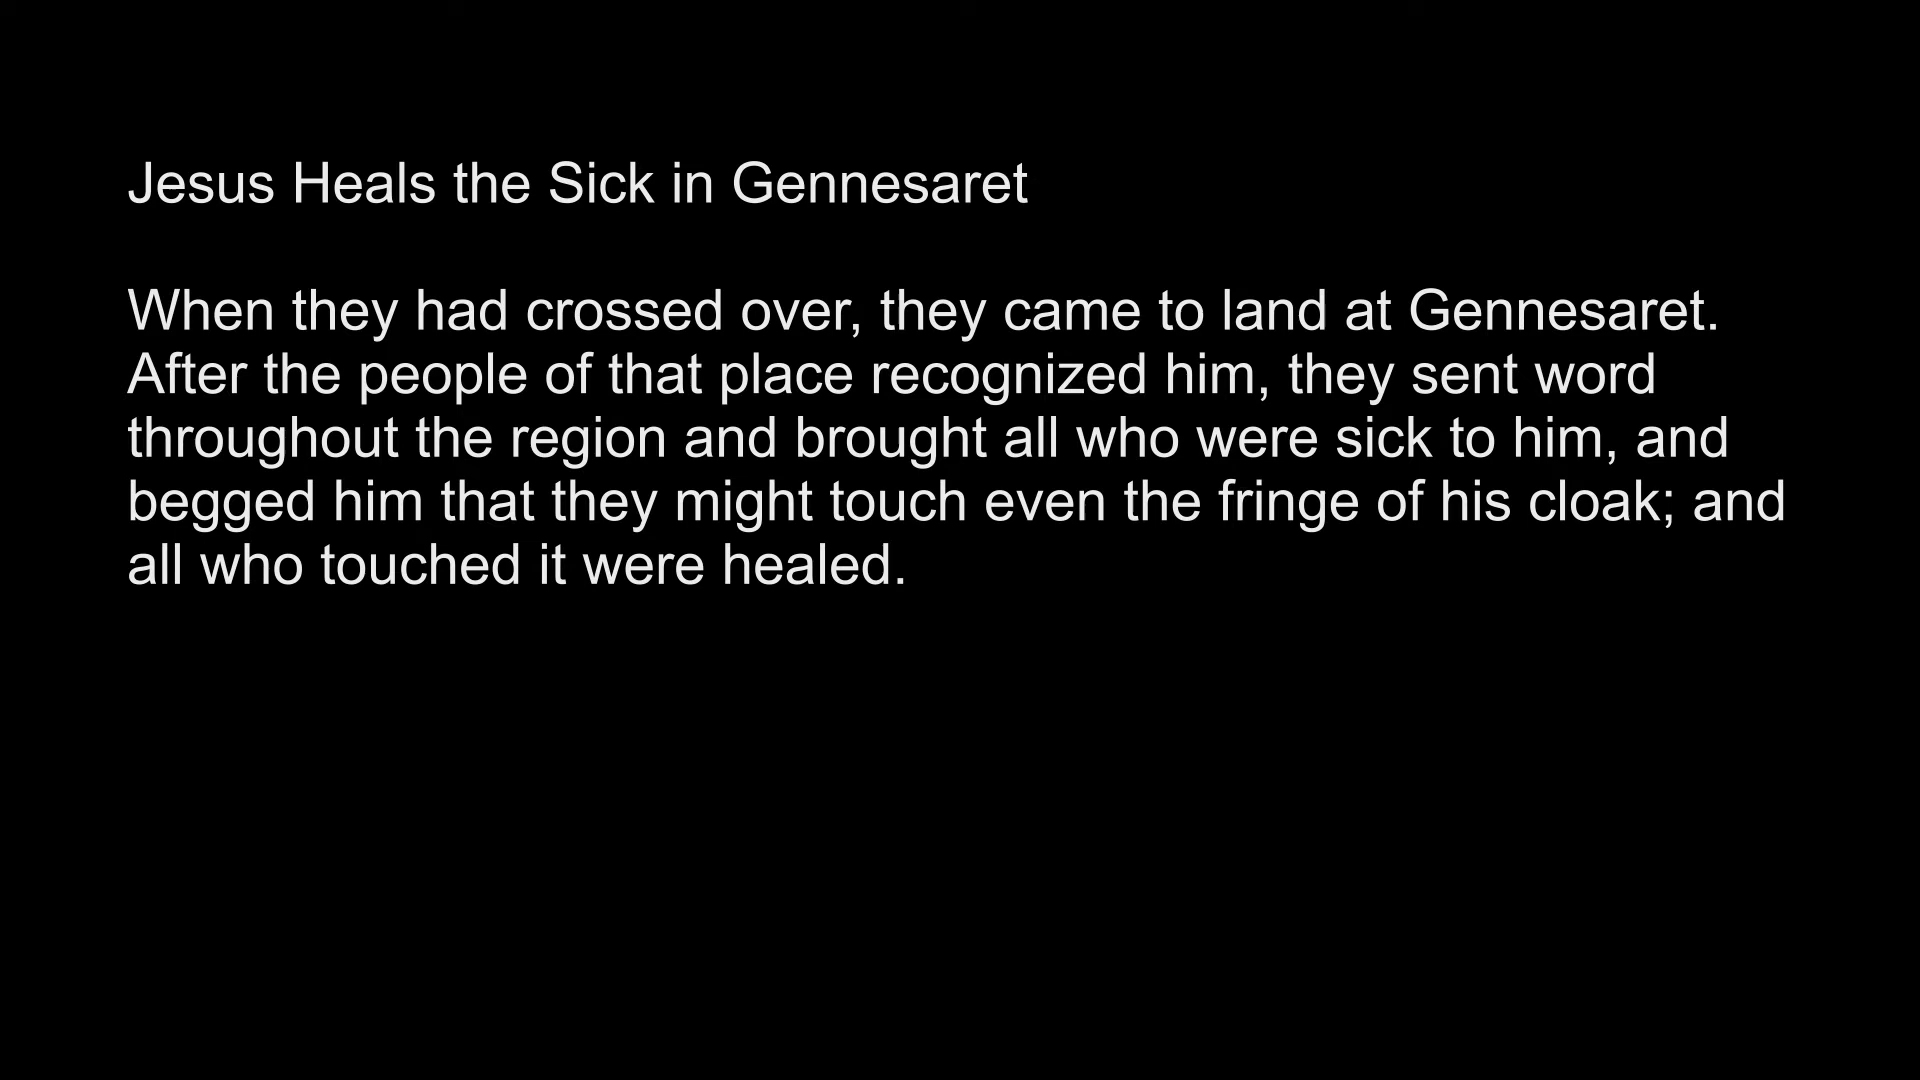 Jesus Heals the Sick in Gennesaret
When they had crossed over, they came to land at Gennesaret.
After the people of that place recognized him, they sent word
throughout the region and brought all who were sick to him, and
begged him that they might touch even the fringe of his cloak; and
all who touched it were healed.